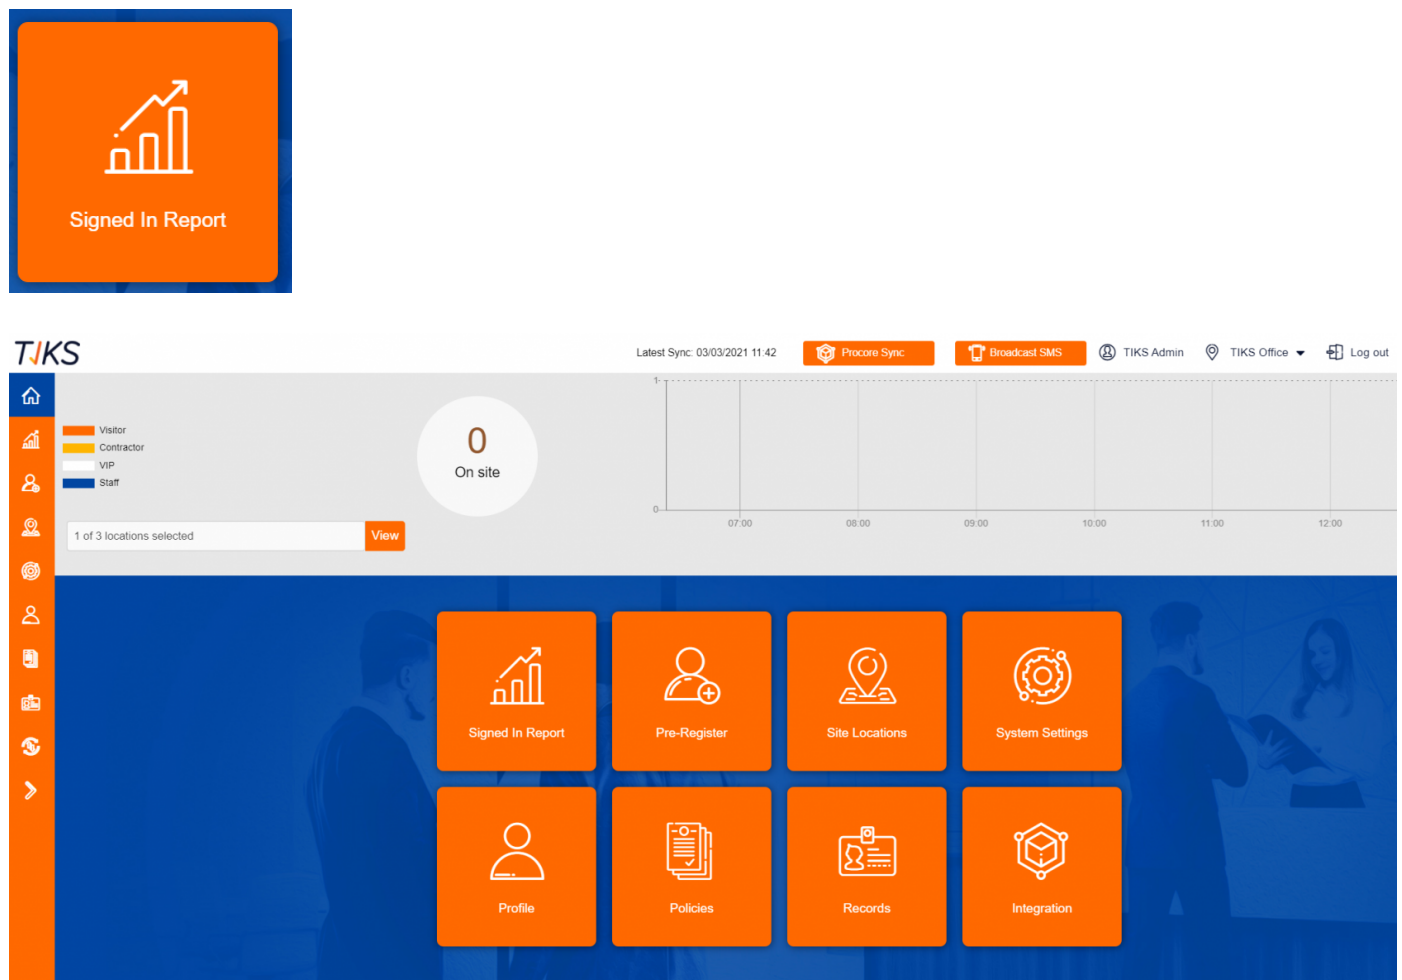 Signed In Report
TIKS
Latest Sync: 03/03/2021 11:42
Procore Sync
Broadcast SMS
TIKS Admin
TIKS Office
Log out
Visitor
Contractor
VIP
Staff
0
On site
1 of 3 locations selected
View
1
0
07:00
08:00
09:00
10:00
11:00
12:00
Signed In Report
Pre-Register
Site Locations
System Settings
Profile
Policies
Records
Integration